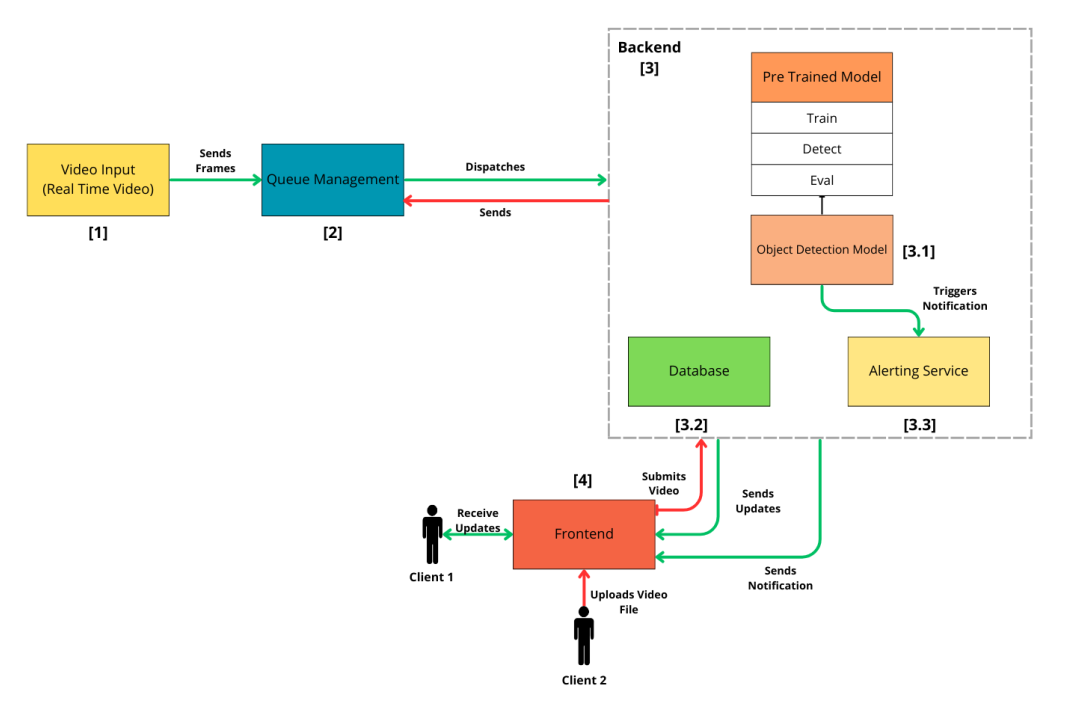 Backend
[3]
Pre Trained Model
Train
Detect
Eval
Sends
Frames
Video Input
(Real Time Video)
Queue Management
Dispatches
Sends
[1]
[2]
Object Detection Model
[3.1]
Triggers
Notification
Database
Alerting Service
[3.2]
[3.3]
[4]
Submits
Video
Sends
Updates
Receive
Updates
Frontend
Client 1
Sends
Notification
Uploads Video
File
Client 2